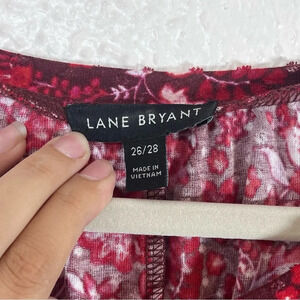 LANE BRYANT
26/28
MADE IN
VIETNAM